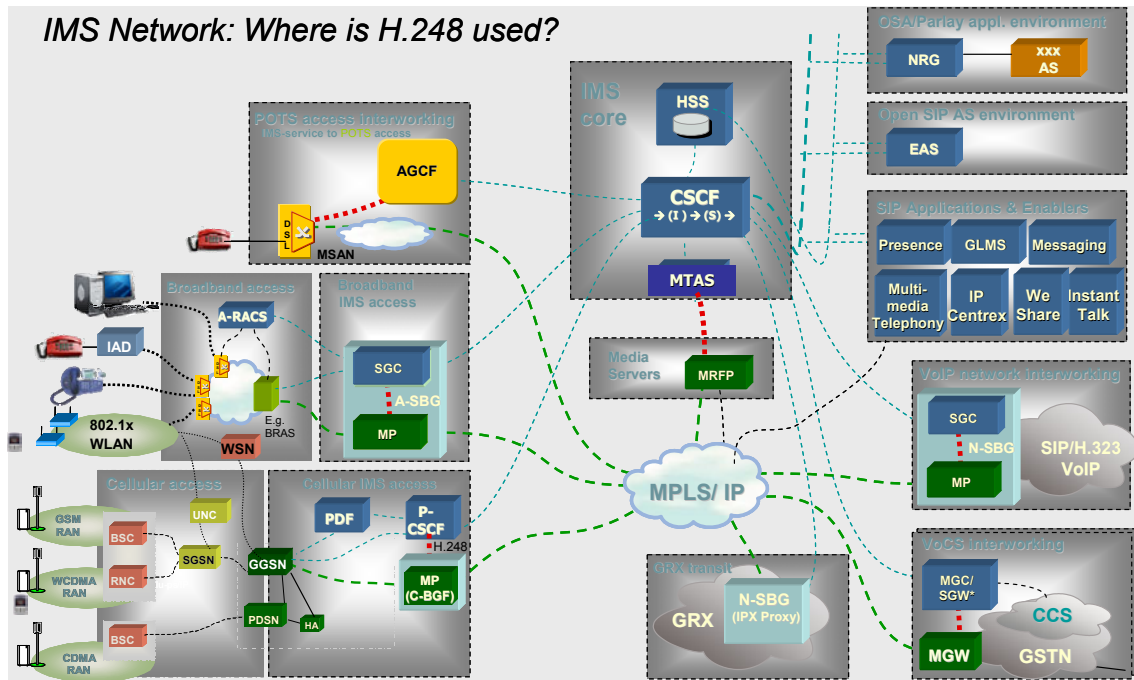 IMS Network: Where is H.248 used?
OSA/Parlay appl. environment
NRG
xxx
AS
Open SIP AS environment
EAS
IMS
core
HSS
CSCF
→ (I) → (S) →
MTAS
POTS access interworking
IMS-service to POTS access
AGCF
D
S
L
MSAN
SIP Applications & Enablers
Presence
GLMS
Messaging
Multi-
media
Telephony
IP
Centrex
We
Share
Instant
Talk
Broadband access
A-RACS
IAD
E.g.
BRAS
802.1x
WLAN
WSN
Broadband
IMS access
SGC
A-SBG
MP
Media
Servers
MRFP
VoIP network interworking
SGC
N-SBG
MP
SIP/H.323
VoIP
MPLS/ IP
Cellular access
GSM
RAN
BSC
UNC
SGSN
WCDMA
RAN
RNC
CDMA
RAN
BSC
Cellular IMS access
PDF
P-
CSCF
H.248
GGSN
MP
(C-BGF)
PDSN
HA
GRX transit
GRX
N-SBG
(IPX Proxy)
VoCS interworking
MGC/
SGW*
CCS
MGW
GSTN